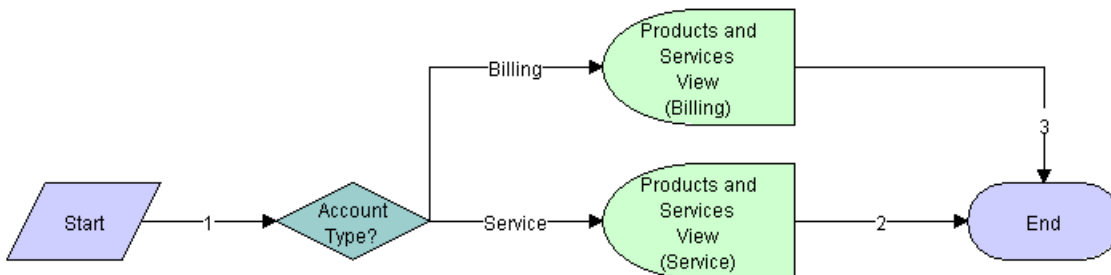 Products and
Services
View
(Billing)
Billing
3
Start
1
Account
Type?
Service
Products and
Services
View
(Service)
2
End